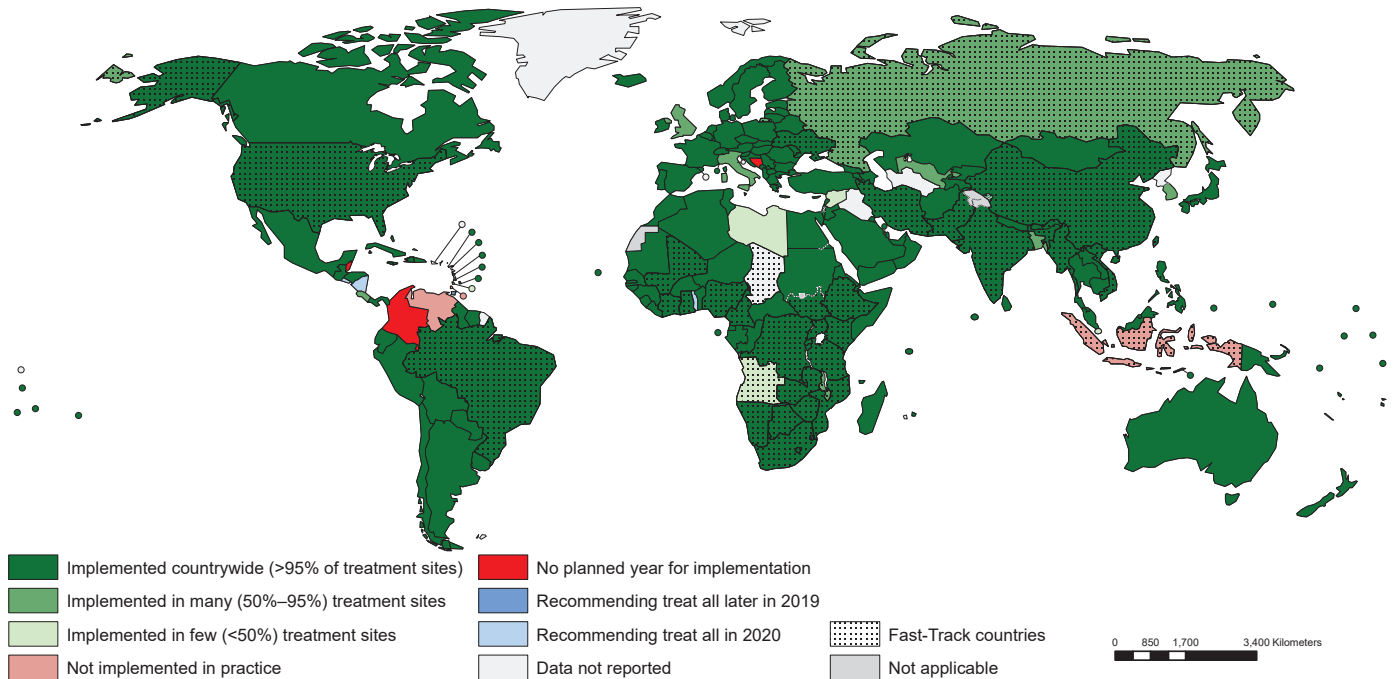 Implemented countrywide (>95% of treatment sites)
Implemented in many (50%–95%) treatment sites
Implemented in few (<50%) treatment sites
Not implemented in practice
No planned year for implementation
Recommending treat all later in 2019
Recommending treat all in 2020
Data not reported
Fast-Track countries
Not applicable
0 850 1,700 3,400 Kilometers